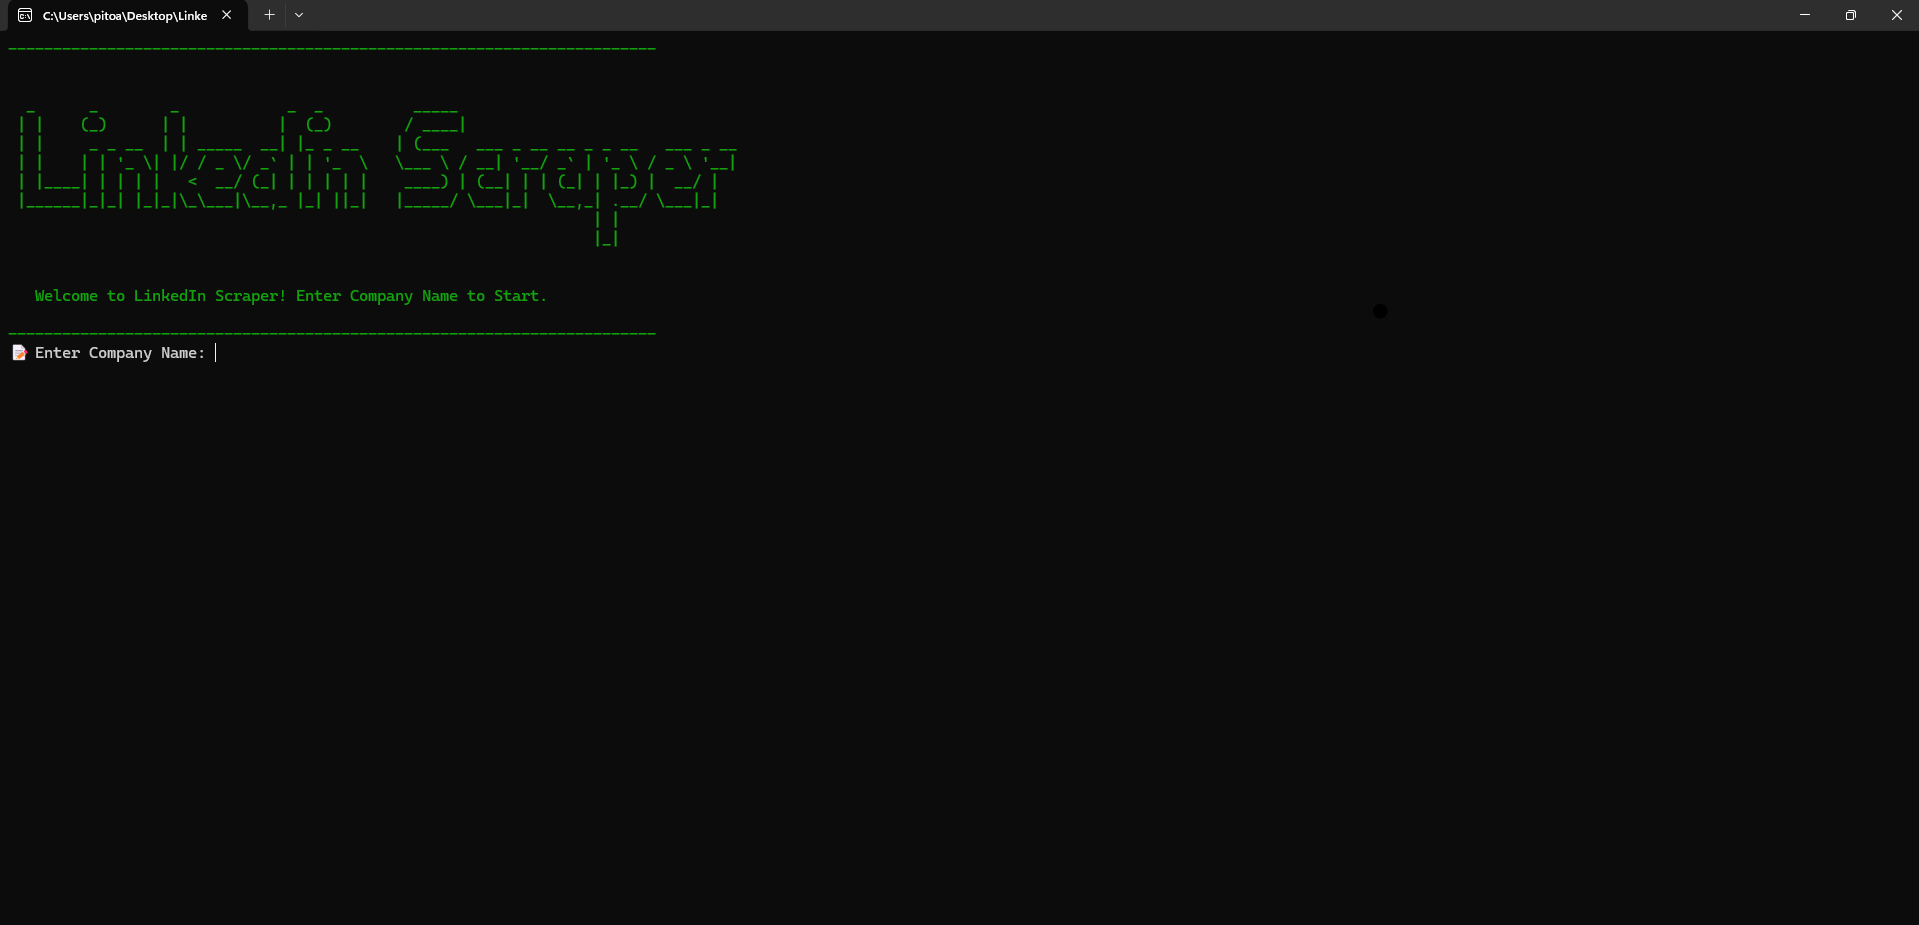 C:\Users\pitoa\Desktop\Linke
Linkedin Scraper
Welcome to LinkedIn Scraper! Enter Company Name to Start.
Enter Company Name: